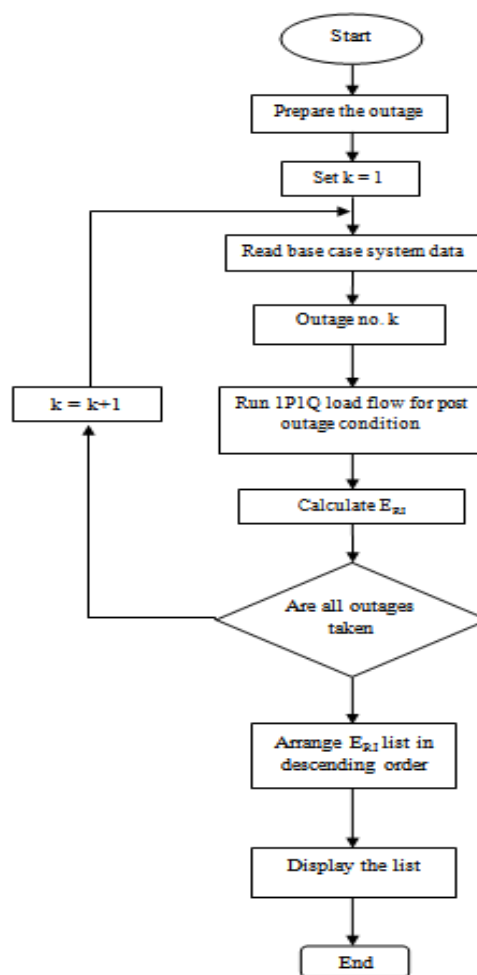 Start
Prepare the outage
Set k = 1
Read base case system data
Outage no. k
k = k+1
Run 1P1Q load flow for post
outage condition
Calculate E_RI
Are all outages
taken
Arrange E_RI list in
descending order
Display the list
End